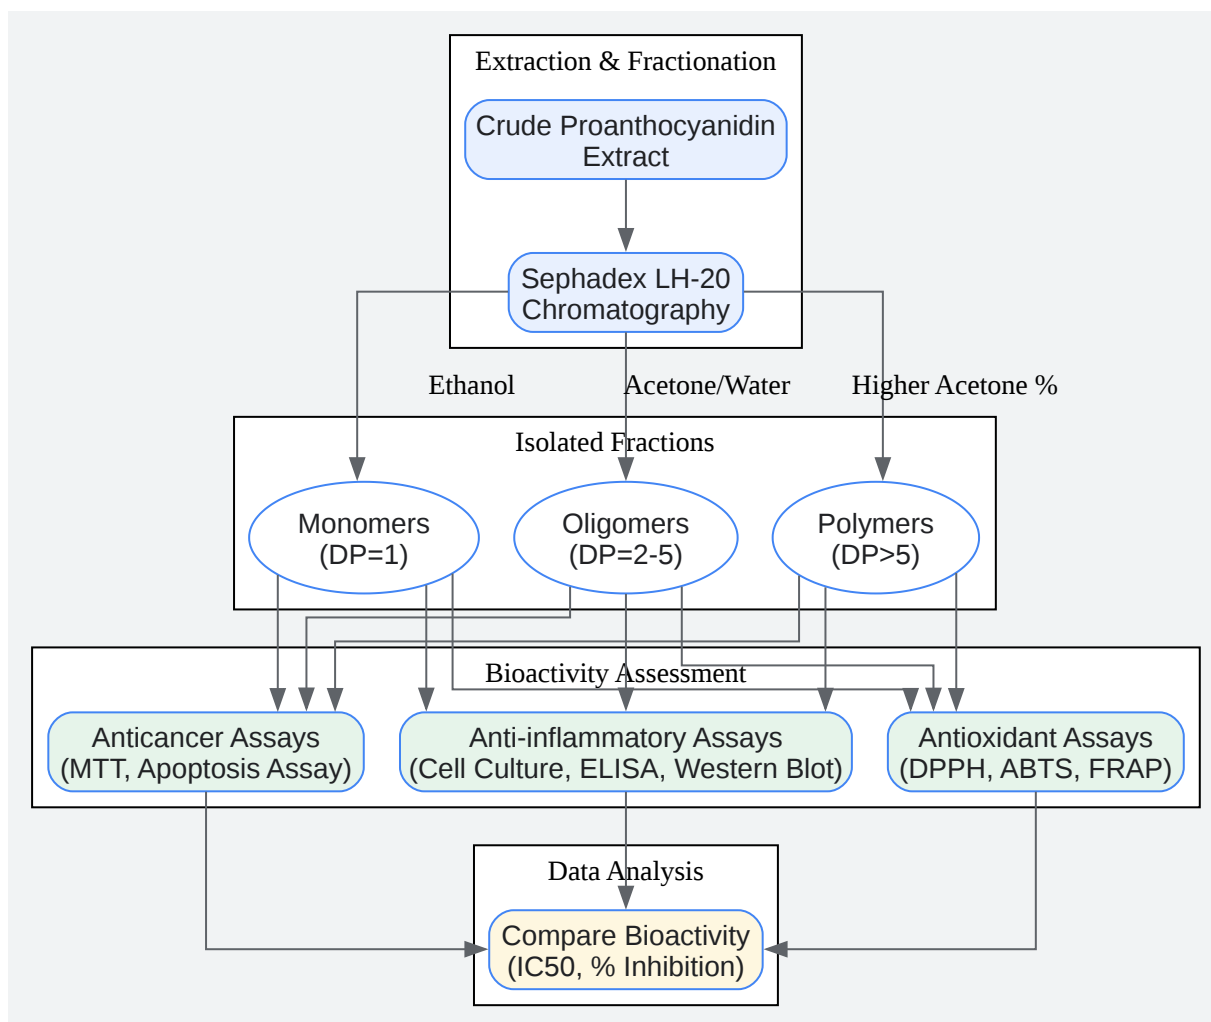 Extraction & Fractionation
Crude Proanthocyanidin
Extract
Sephadex LH-20
Chromatography
Ethanol
Acetone/Water
Higher Acetone %
Isolated Fractions
Monomers
(DP=1)
Oligomers
(DP=2-5)
Polymers
(DP>5)
Bioactivity Assessment
Anticancer Assays
(MTT, Apoptosis Assay)
Anti-inflammatory Assays
(Cell Culture, ELISA, Western Blot)
Antioxidant Assays
(DPPH, ABTS, FRAP)
Data Analysis
Compare Bioactivity
(IC50, % Inhibition)